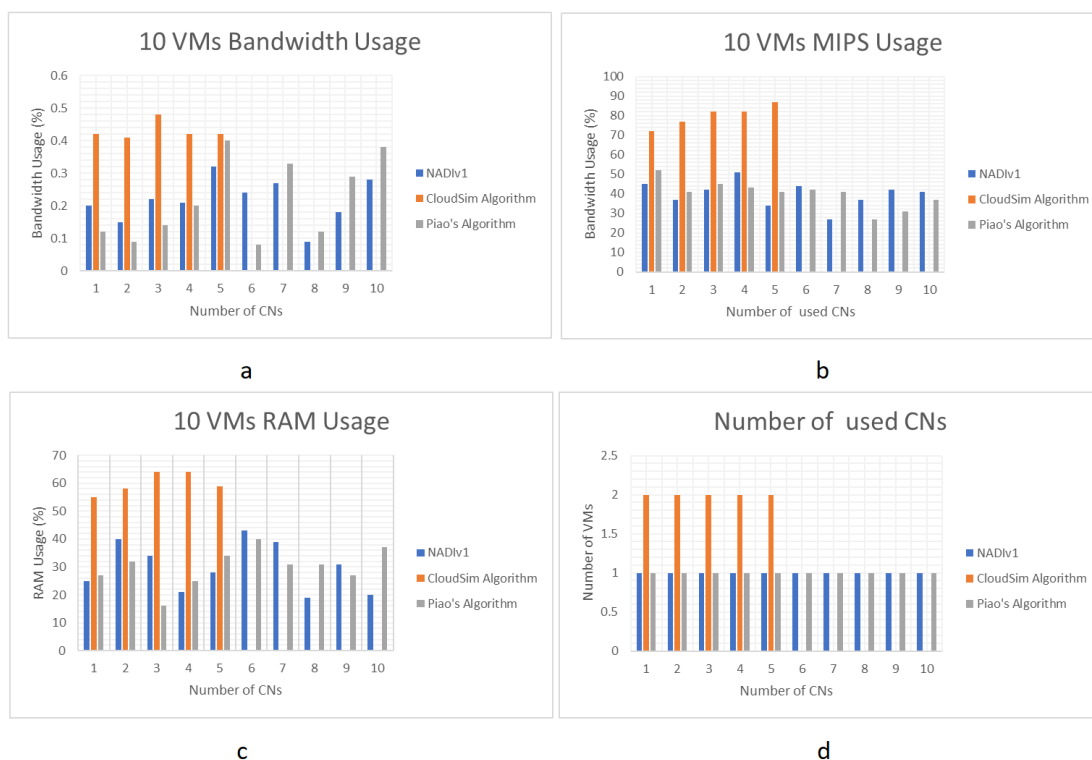 10 VMs Bandwidth Usage
Bandwidth Usage (%)
0.6
0.5
0.4
0.3
0.2
0.1
0
1 2 3 4 5 6 7 8 9 10
Number of CNs
NADIv1
CloudSim Algorithm
Piao's Algorithm
a
10 VMs MIPS Usage
Bandwidth Usage (%)
100
90
80
70
60
50
40
30
20
10
0
1 2 3 4 5 6 7 8 9 10
Number of used CNs
NADIv1
CloudSim Algorithm
Piao's Algorithm
b
10 VMs RAM Usage
RAM Usage (%)
70
60
50
40
30
20
10
0
1 2 3 4 5 6 7 8 9 10
Number of CNs
NADIv1
CloudSim Algorithm
Piao's Algorithm
c
Number of used CNs
Number of VMs
2.5
2
1.5
1
0.5
0
1 2 3 4 5 6 7 8 9 10
Number of CNs
NADIv1
CloudSim Algorithm
Piao's Algorithm
d